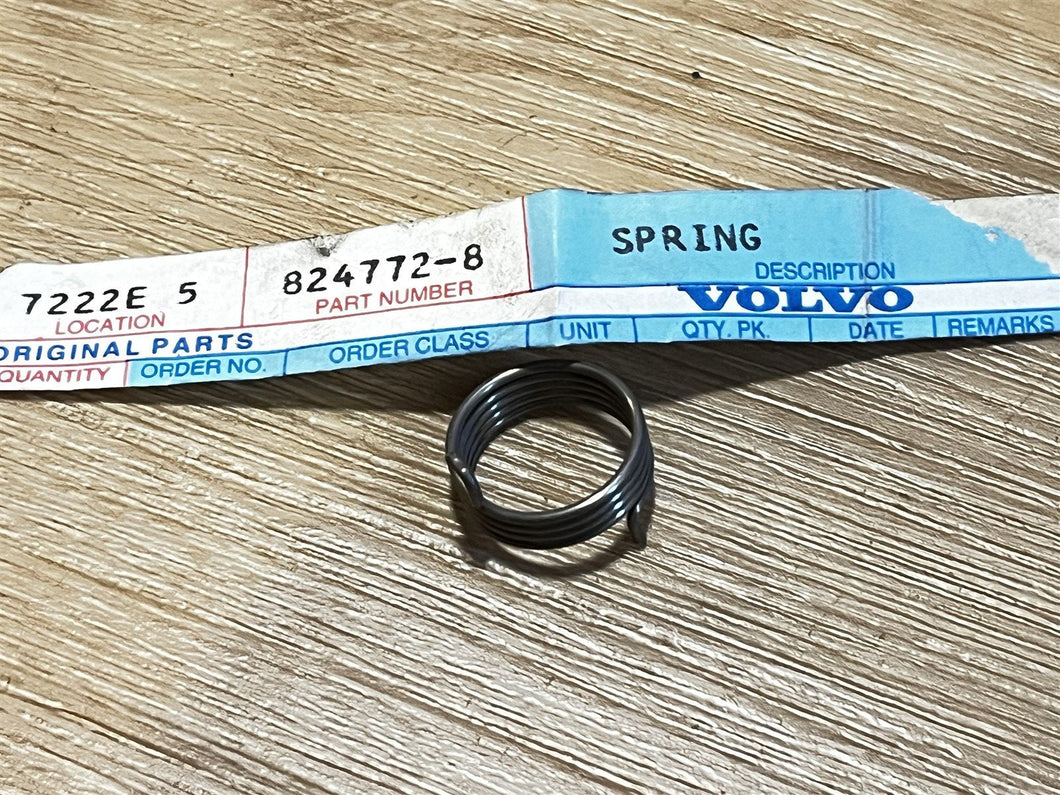 7222E 5 824772-8 SPRING
LOCATION PART NUMBER DESCRIPTION
ORIGINAL PARTS VOLVO
QUANTITY ORDER NO. ORDER CLASS UNIT QTY. PK. DATE REMARKS